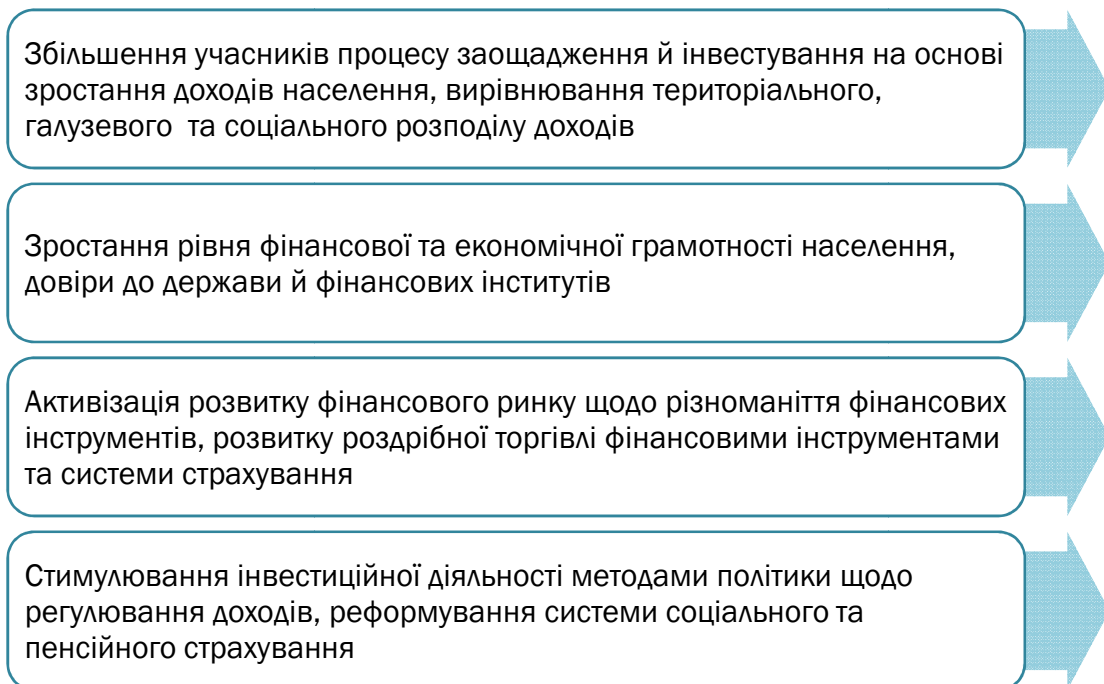 Збільшення учасників процесу заощадження й інвестування на основі
зростання доходів населення, вирівнювання територіального,
галузевого та соціального розподілу доходів
Зростання рівня фінансової та економічної грамотності населення,
довіри до держави й фінансових інститутів
Активізація розвитку фінансового ринку щодо різноманіття фінансових
інструментів, розвитку роздрібної торгівлі фінансовими інструментами
та системи страхування
Стимулювання інвестиційної діяльності методами політики щодо
регулювання доходів, реформування системи соціального та
пенсійного страхування